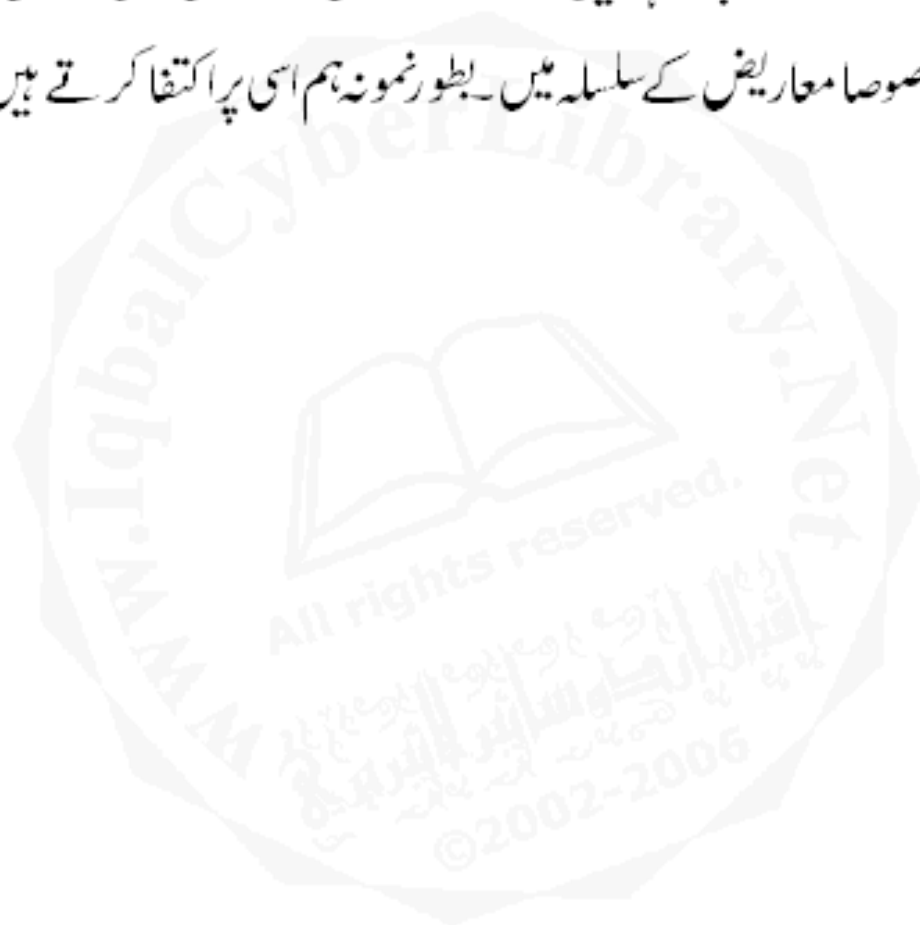 صوصا معاریض کے سلسلہ میں۔ بطور نمونہ ہم اسی پر اکتفا کرتے ہیں
www.IqbalCyberLibrary.Net
All rights reserved.
©2002-2006